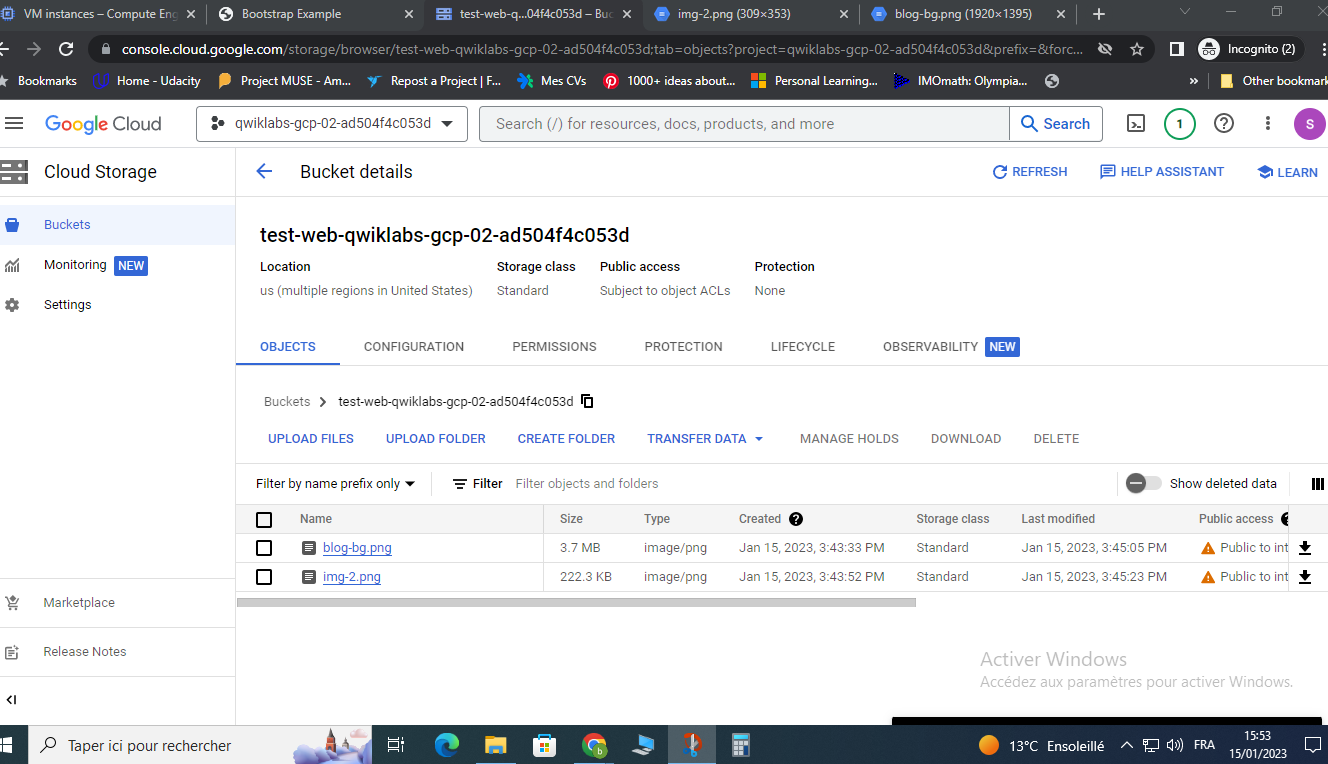 VM instances – Compute Eng
Bootstrap Example
test-web-q...04f4c053d – Buc
img-2.png (309×353)
blog-bg.png (1920×1395)
console.cloud.google.com/storage/browser/test-web-qwiklabs-gcp-02-ad504f4c053d;tab=objects?project=qwiklabs-gcp-02-ad504f4c053d&prefix=&forc...
Incognito (2)
Bookmarks
Home - Udacity
Project MUSE - Am...
Repost a Project | F...
Mes CVs
1000+ ideas about...
Personal Learning...
IMOmath: Olympia...
»
Other bookmark
Google Cloud
qwiklabs-gcp-02-ad504f4c053d
Search (/) for resources, docs, products, and more
Search
1
S
Cloud Storage
Bucket details
REFRESH
HELP ASSISTANT
LEARN
Buckets
Monitoring NEW
Settings
test-web-qwiklabs-gcp-02-ad504f4c053d
Location Storage class Public access Protection
us (multiple regions in United States) Standard Subject to object ACLs None
OBJECTS CONFIGURATION PERMISSIONS PROTECTION LIFECYCLE OBSERVABILITY NEW
Buckets > test-web-qwiklabs-gcp-02-ad504f4c053d
UPLOAD FILES UPLOAD FOLDER CREATE FOLDER TRANSFER DATA MANAGE HOLDS DOWNLOAD DELETE
Filter by name prefix only Filter Filter objects and folders Show deleted data
Name Size Type Created Storage class Last modified Public access
blog-bg.png 3.7 MB image/png Jan 15, 2023, 3:43:33 PM Standard Jan 15, 2023, 3:45:05 PM Public to int
img-2.png 222.3 KB image/png Jan 15, 2023, 3:43:52 PM Standard Jan 15, 2023, 3:45:23 PM Public to int
Marketplace
Release Notes
Activer Windows
Accédez aux paramètres pour activer Windows.
Taper ici pour rechercher
13°C Ensoleillé
FRA
15:53
15/01/2023